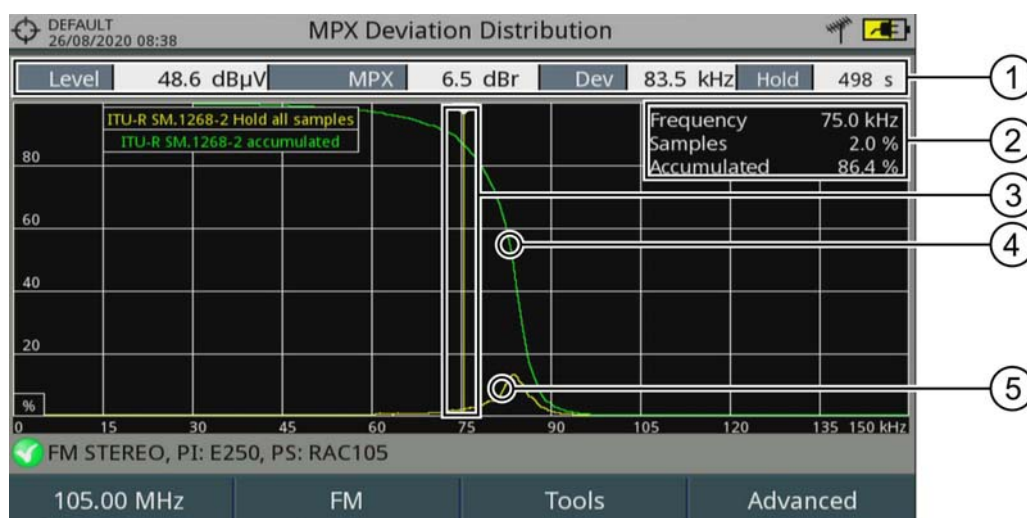 DEFAULT
26/08/2020 08:38
MPX Deviation Distribution
Level 48.6 dBµV MPX 6.5 dBr Dev 83.5 kHz Hold 498 s
1
ITU-R SM.1268-2 Hold all samples
ITU-R SM.1268-2 accumulated
Frequency 75.0 kHz
Samples 2.0 %
Accumulated 86.4 %
2
80
3
60
4
40
20
5
%
0 15 30 45 60 75 90 105 120 135 150 kHz
FM STEREO, PI: E250, PS: RAC105
105.00 MHz FM Tools Advanced